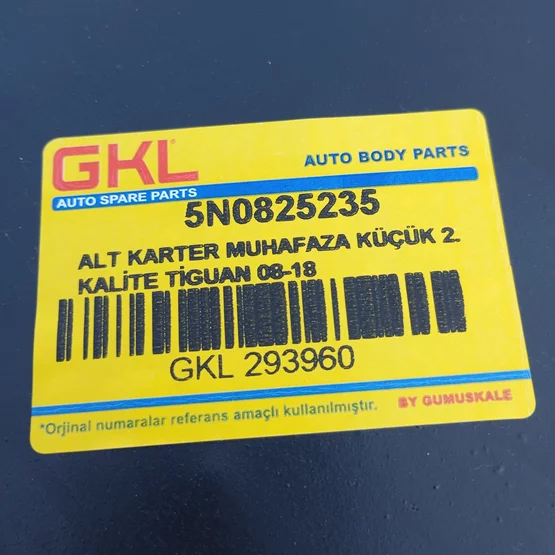 GKL
AUTO BODY PARTS
AUTO SPARE PARTS
5N0825235
ALT KARTER MUHAFAZA KÜÇÜK 2.
KALİTE TİGUAN 08-18
GKL 293960
*Orjinal numaralar referans amaçlı kullanılmıştır.
BY GUMUSKALE